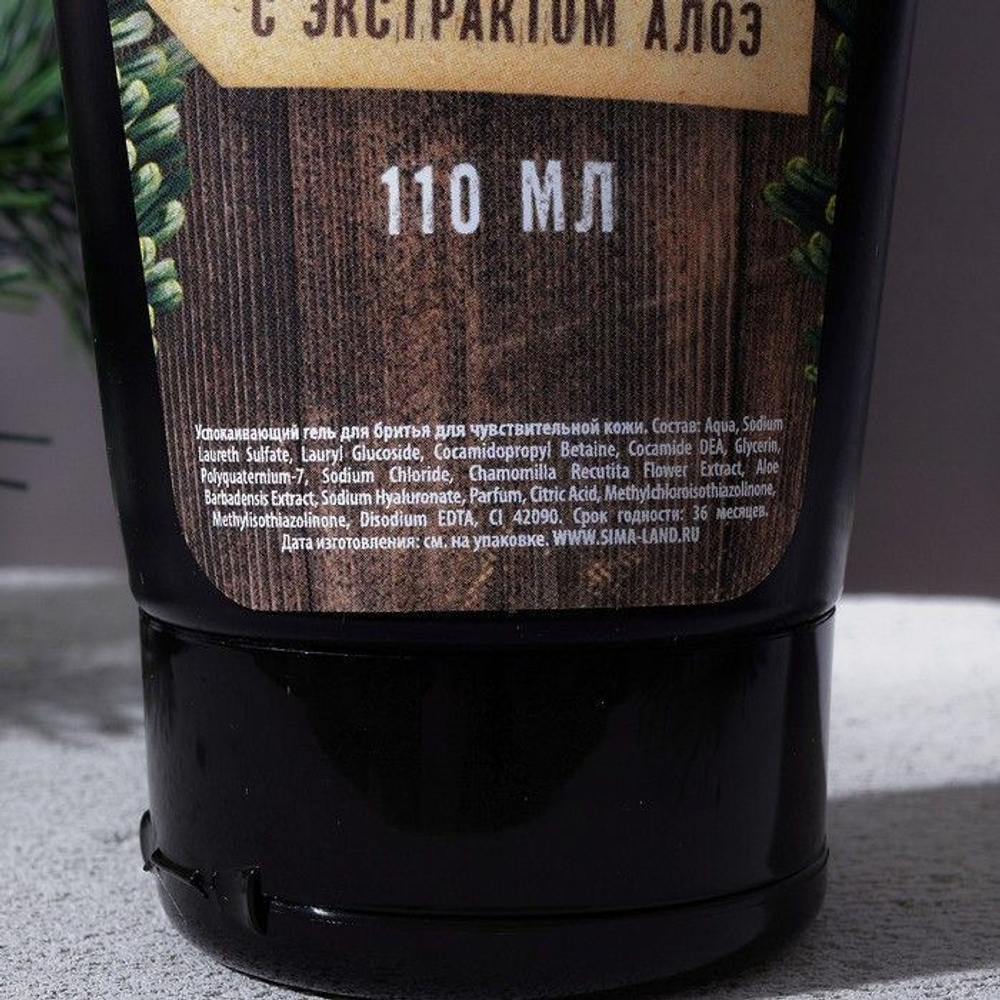 С ЭКСТРАКТОМ АЛОЭ
110 МЛ
Успокаивающий гель для бритья для чувствительной кожи. Состав: Aqua, Sodium
Laureth Sulfate, Lauryl Glucoside, Cocamidopropyl Betaine, Cocamide DEA, Glycerin,
Polyquaternium-7, Sodium Chloride, Chamomilla Recutita Flower Extract, Aloe
Barbadensis Extract, Sodium Hyaluronate, Parfum, Citric Acid, Methylchloroisothiazolinone,
Methylisothiazolinone, Disodium EDTA, CI 42090. Срок годности: 36 месяцев.
Дата изготовления: см. на упаковке. WWW.SIMA-LAND.RU